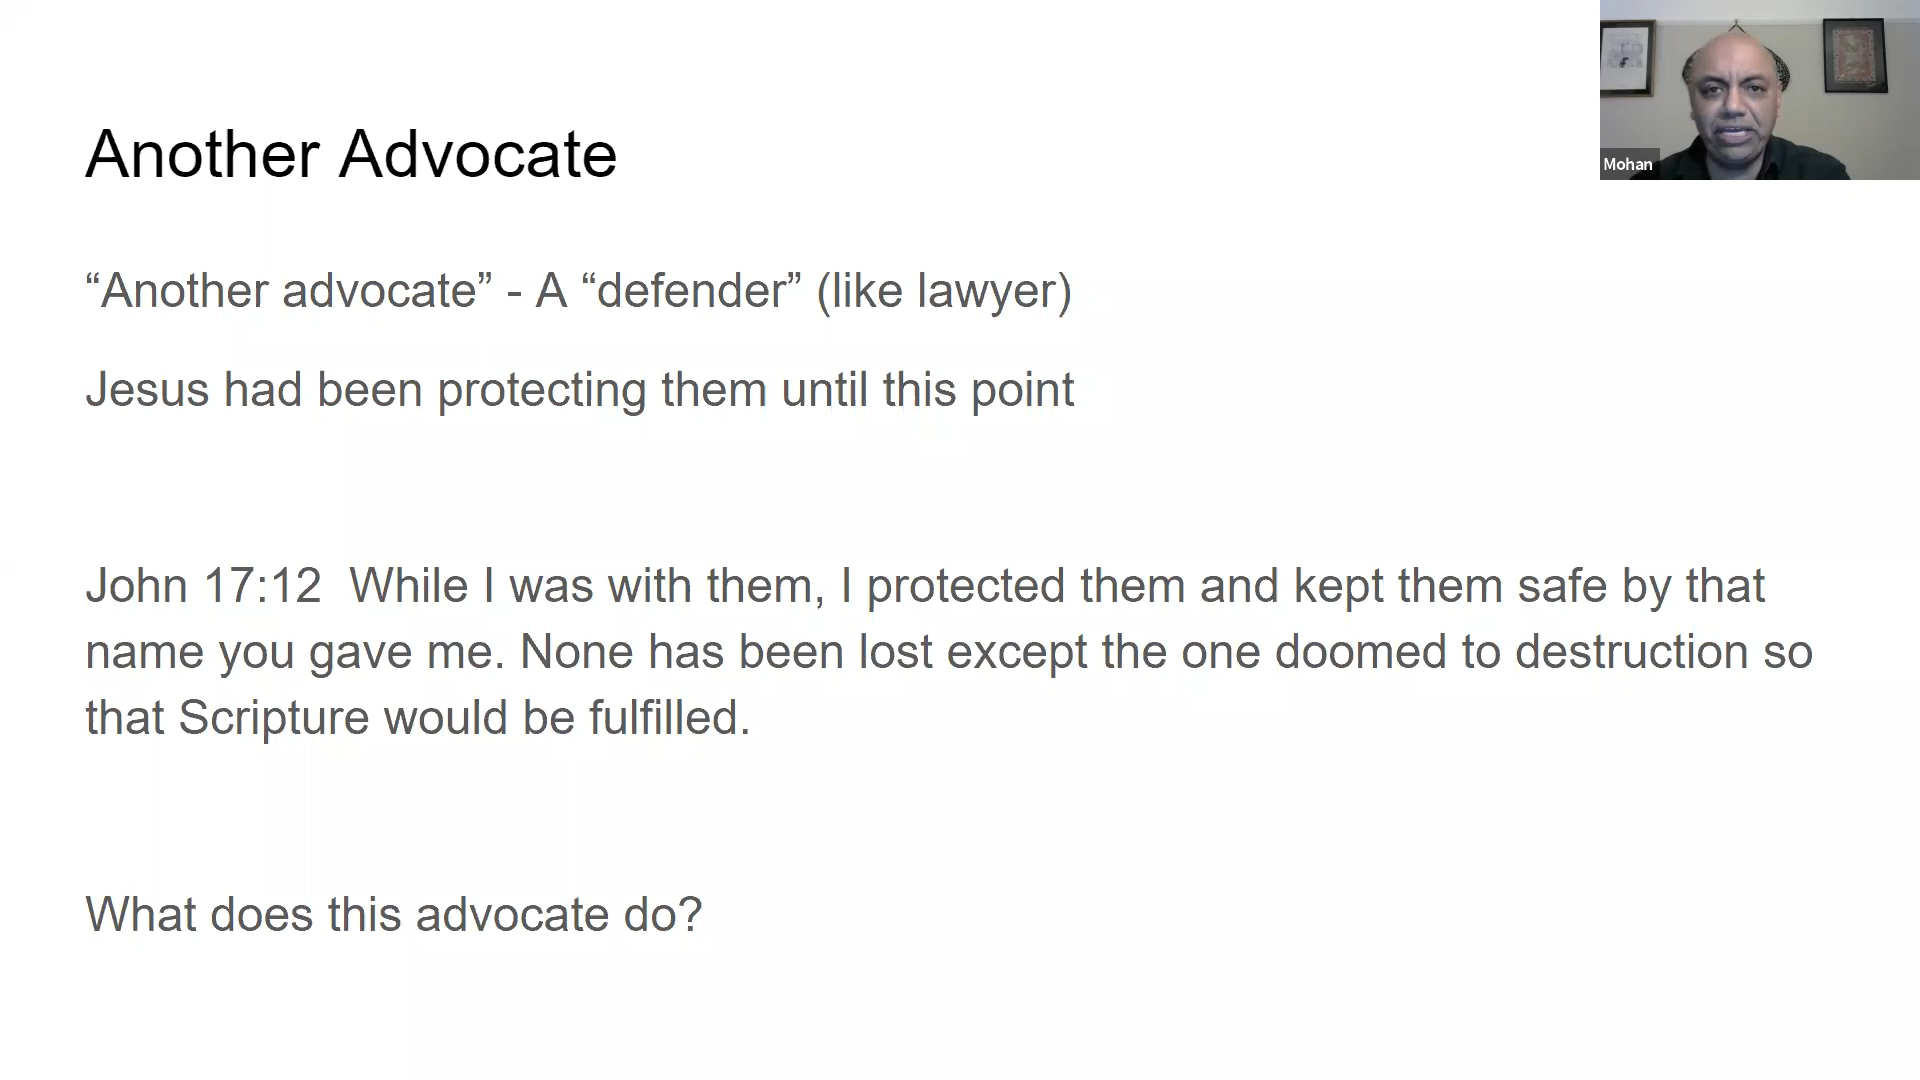 Another Advocate
Mohan
“Another advocate” - A “defender” (like lawyer)
Jesus had been protecting them until this point
John 17:12  While I was with them, I protected them and kept them safe by that
name you gave me. None has been lost except the one doomed to destruction so
that Scripture would be fulfilled.
What does this advocate do?